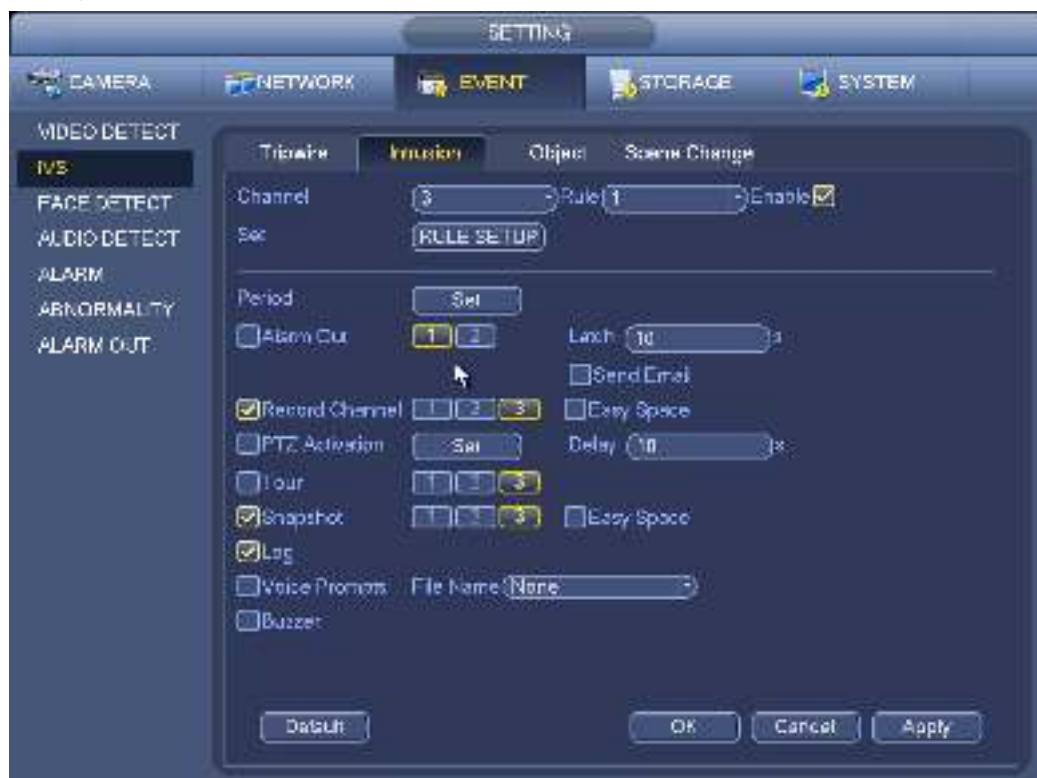 SETTING
CAMERA NETWORK EVENT STORAGE SYSTEM
VIDEO DETECT
IVS
FACE DETECT
AUDIO DETECT
ALARM
ABNORMALITY
ALARM OUT
Tripwire Intrusion Object Scene Change
Channel 3 Rule 1 Enable
Set RULE SETUP
Period Set
Alarm Out 1 2 Latch 10 s
Send Email
Record Channel 1 2 3 Easy Space
PTZ Activation Set Delay 10 s
Tour 1 2 3
Snapshot 1 2 3 Easy Space
Log
Voice Prompts File Name None
Buzzer
Default OK Cancel Apply